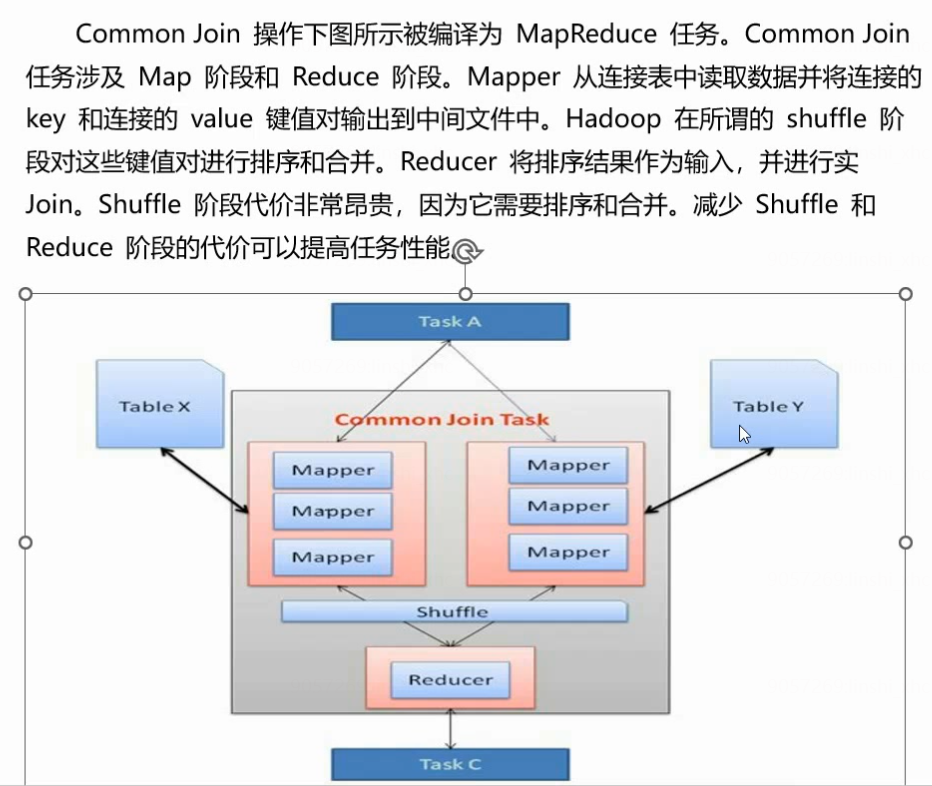 Common Join 操作下图所示被编译为 MapReduce 任务。Common Join
任务涉及 Map 阶段和 Reduce 阶段。Mapper 从连接表中读取数据并将连接的
key 和连接的 value 键值对输出到中间文件中。Hadoop 在所谓的 shuffle 阶
段对这些键值对进行排序和合并。Reducer 将排序结果作为输入，并进行实
Join。Shuffle 阶段代价非常昂贵，因为它需要排序和合并。减少 Shuffle 和
Reduce 阶段的代价可以提高任务性能。
Task A
Table X
Table Y
Common Join Task
Mapper
Mapper
Mapper
Mapper
Mapper
Mapper
Shuffle
Reducer
Task C